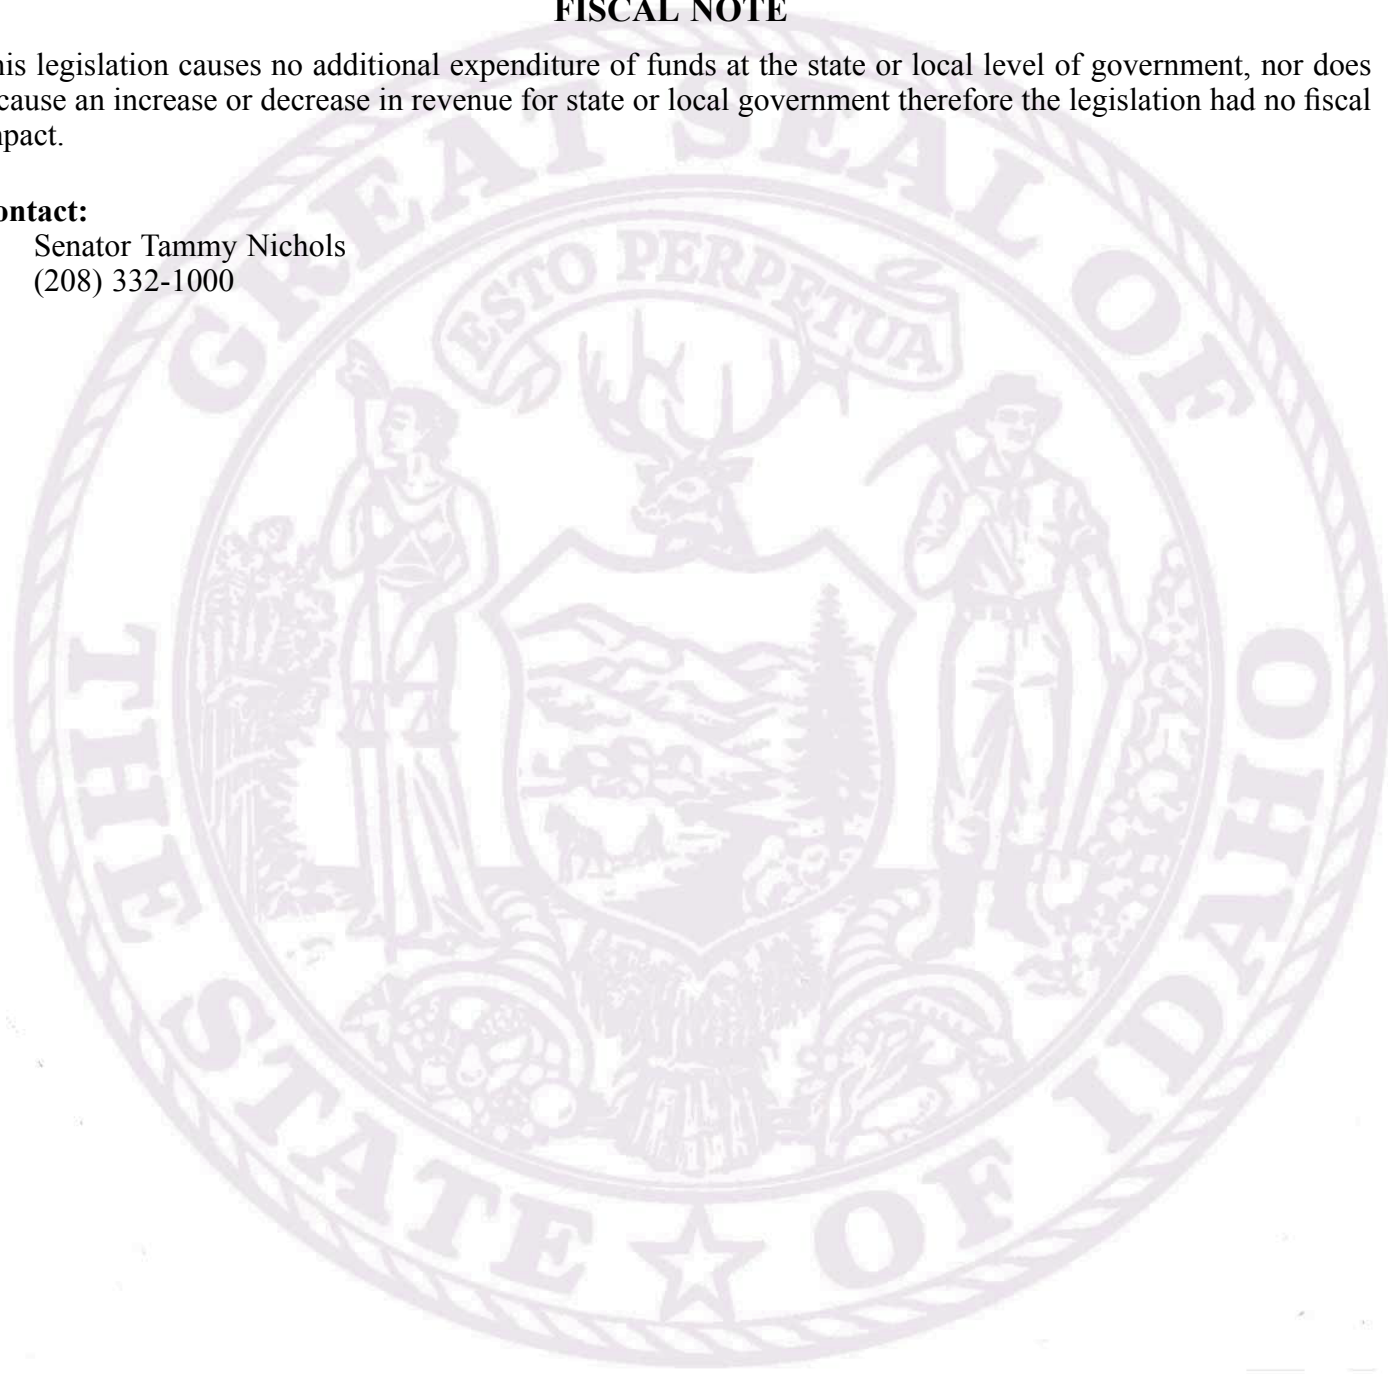 FISCAL NOTE
his legislation causes no additional expenditure of funds at the state or local level of government, nor does
cause an increase or decrease in revenue for state or local government therefore the legislation had no fiscal
npact.
ontact:
Senator Tammy Nichols
(208) 332-1000
GREAT SEAL OF
ESTO PERPETUA
THE STATE OF IDAHO